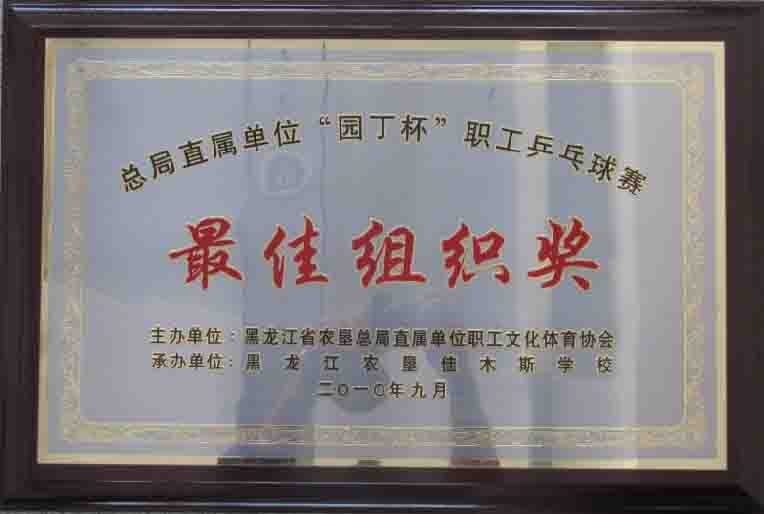 总局直属单位“园丁杯”职工乒乓球赛
最佳组织奖
主办单位：黑龙江省农垦总局直属单位职工文化体育协会
承办单位：黑龙江农垦佳木斯学校
二〇一〇年九月